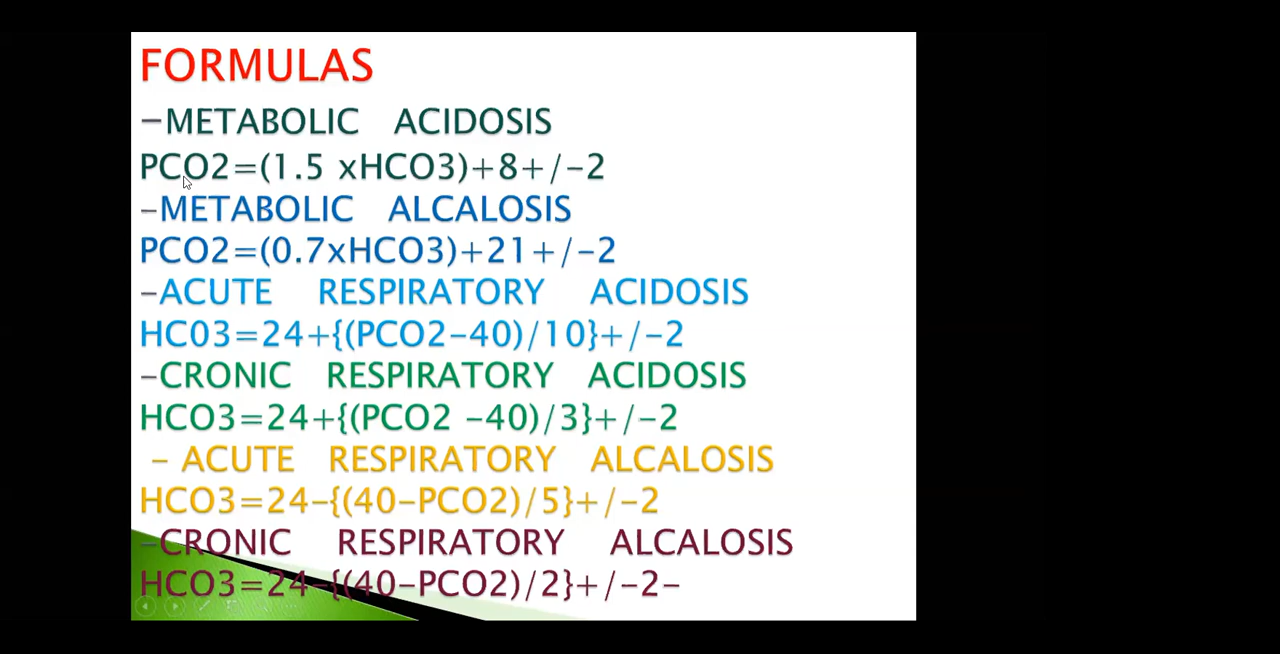 FORMULAS
-METABOLIC ACIDOSIS
PCO2=(1.5 xHCO3)+8+/-2
-METABOLIC ALCALOSIS
PCO2=(0.7xHCO3)+21+/-2
-ACUTE RESPIRATORY ACIDOSIS
HC03=24+{(PCO2-40)/10}+/-2
-CRONIC RESPIRATORY ACIDOSIS
HCO3=24+{(PCO2 -40)/3}+/-2
- ACUTE RESPIRATORY ALCALOSIS
HCO3=24-{(40-PCO2)/5}+/-2
-CRONIC RESPIRATORY ALCALOSIS
HCO3=24-{(40-PCO2)/2}+/-2-